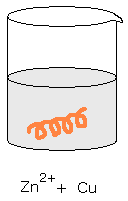 Zn²⁺ + Cu